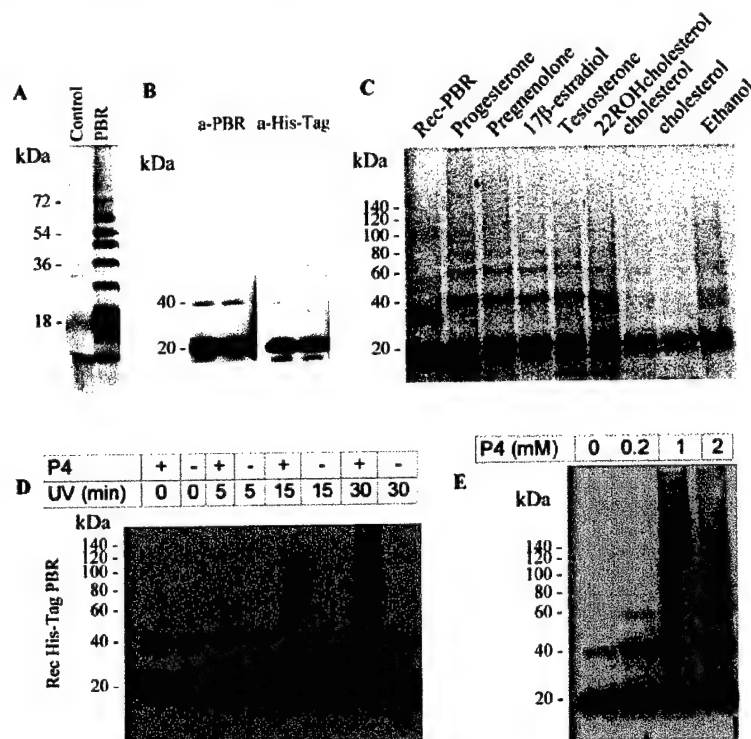 A
Control
PBR
kDa
72 -
54 -
36 -
18 -
B
a-PBR a-His-Tag
kDa
40 -
20 -
C
Rec-PBR
Progesterone
Pregnenolone
17β-estradiol
Testosterone
22ROHcholesterol
cholesterol
cholesterol
Ethanol
kDa
140 -
120 -
100 -
80 -
60 -
40 -
20 -
D
P4 + - + - + - + -
UV (min) 0 0 5 5 15 15 30 30
kDa
Rec His-Tag PBR
140 -
120 -
100 -
80 -
60 -
40 -
20 -
E
P4 (mM) 0 0.2 1 2
kDa
140 -
120 -
100 -
80 -
60 -
40 -
20 -